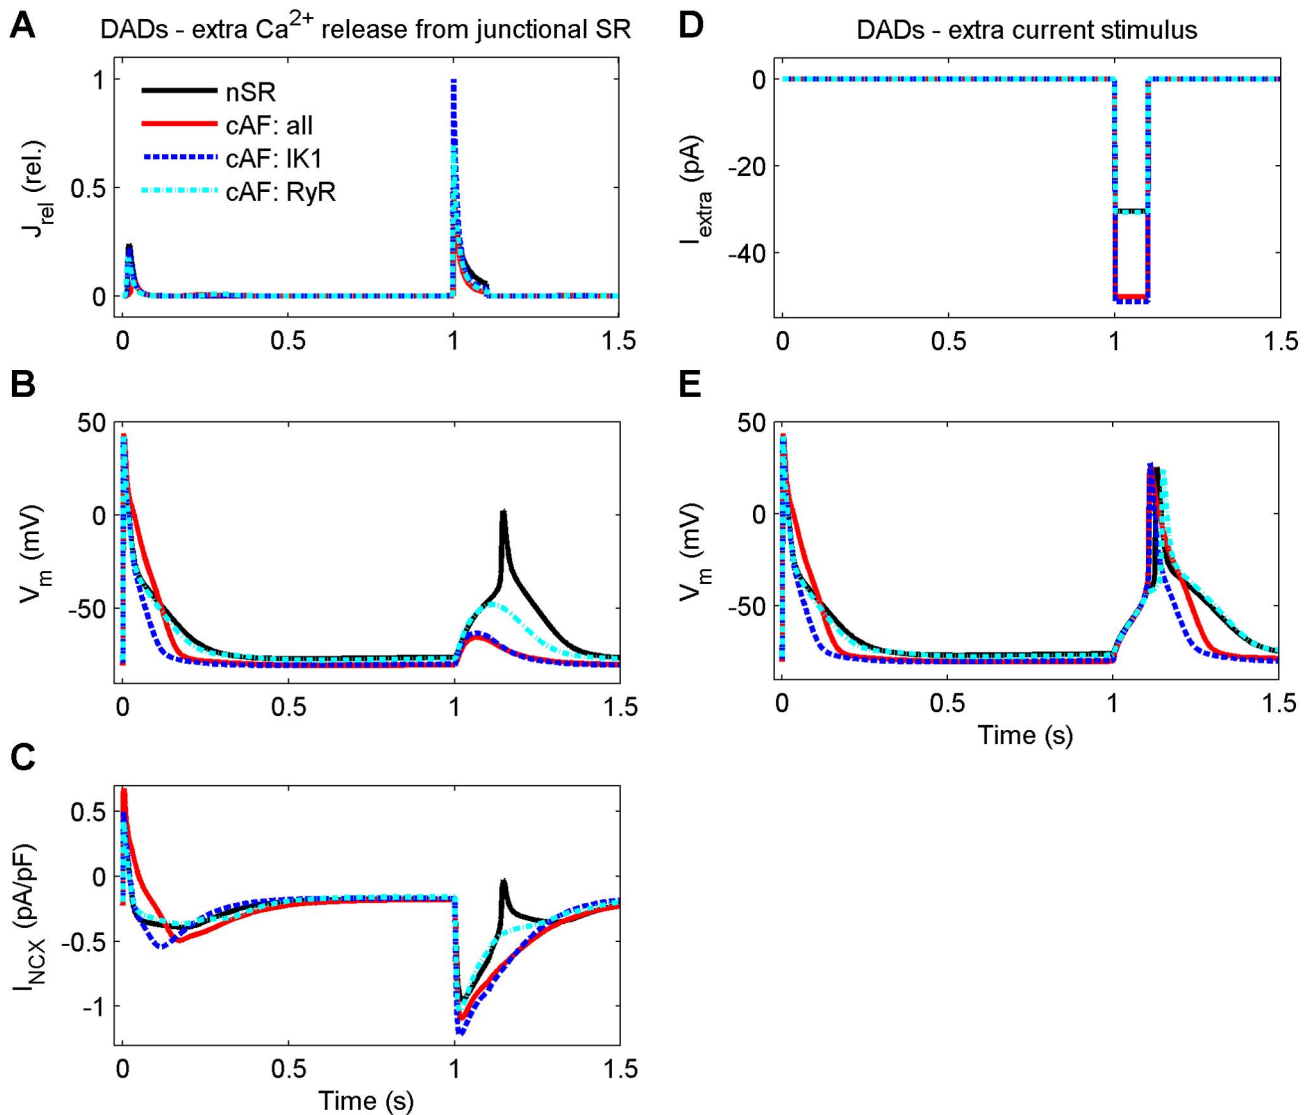 A
DADs - extra Ca2+ release from junctional SR
Jrel (rel.)
1
0.5
0
nSR
cAF: all
cAF: IK1
cAF: RyR
0 0.5 1 1.5
B
Vm (mV)
50
0
-50
0 0.5 1 1.5
C
INCX (pA/pF)
0.5
0
-0.5
-1
0 0.5 1 1.5
Time (s)
D
DADs - extra current stimulus
Iextra (pA)
0
-20
-40
0 0.5 1 1.5
E
Vm (mV)
50
0
-50
0 0.5 1 1.5
Time (s)